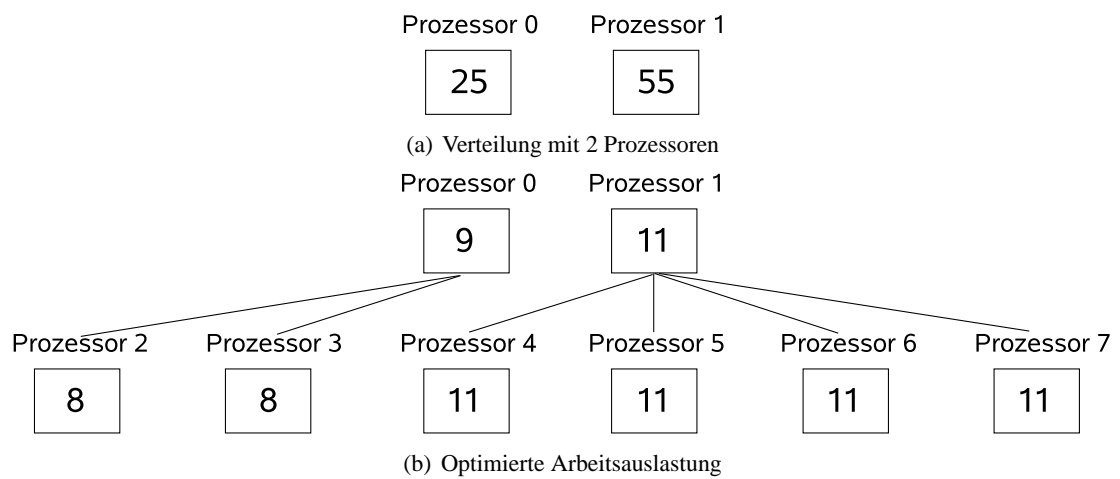 Prozessor 0 Prozessor 1
25 55
(a) Verteilung mit 2 Prozessoren
Prozessor 0 Prozessor 1
9 11
Prozessor 2 Prozessor 3 Prozessor 4 Prozessor 5 Prozessor 6 Prozessor 7
8 8 11 11 11 11
(b) Optimierte Arbeitsauslastung